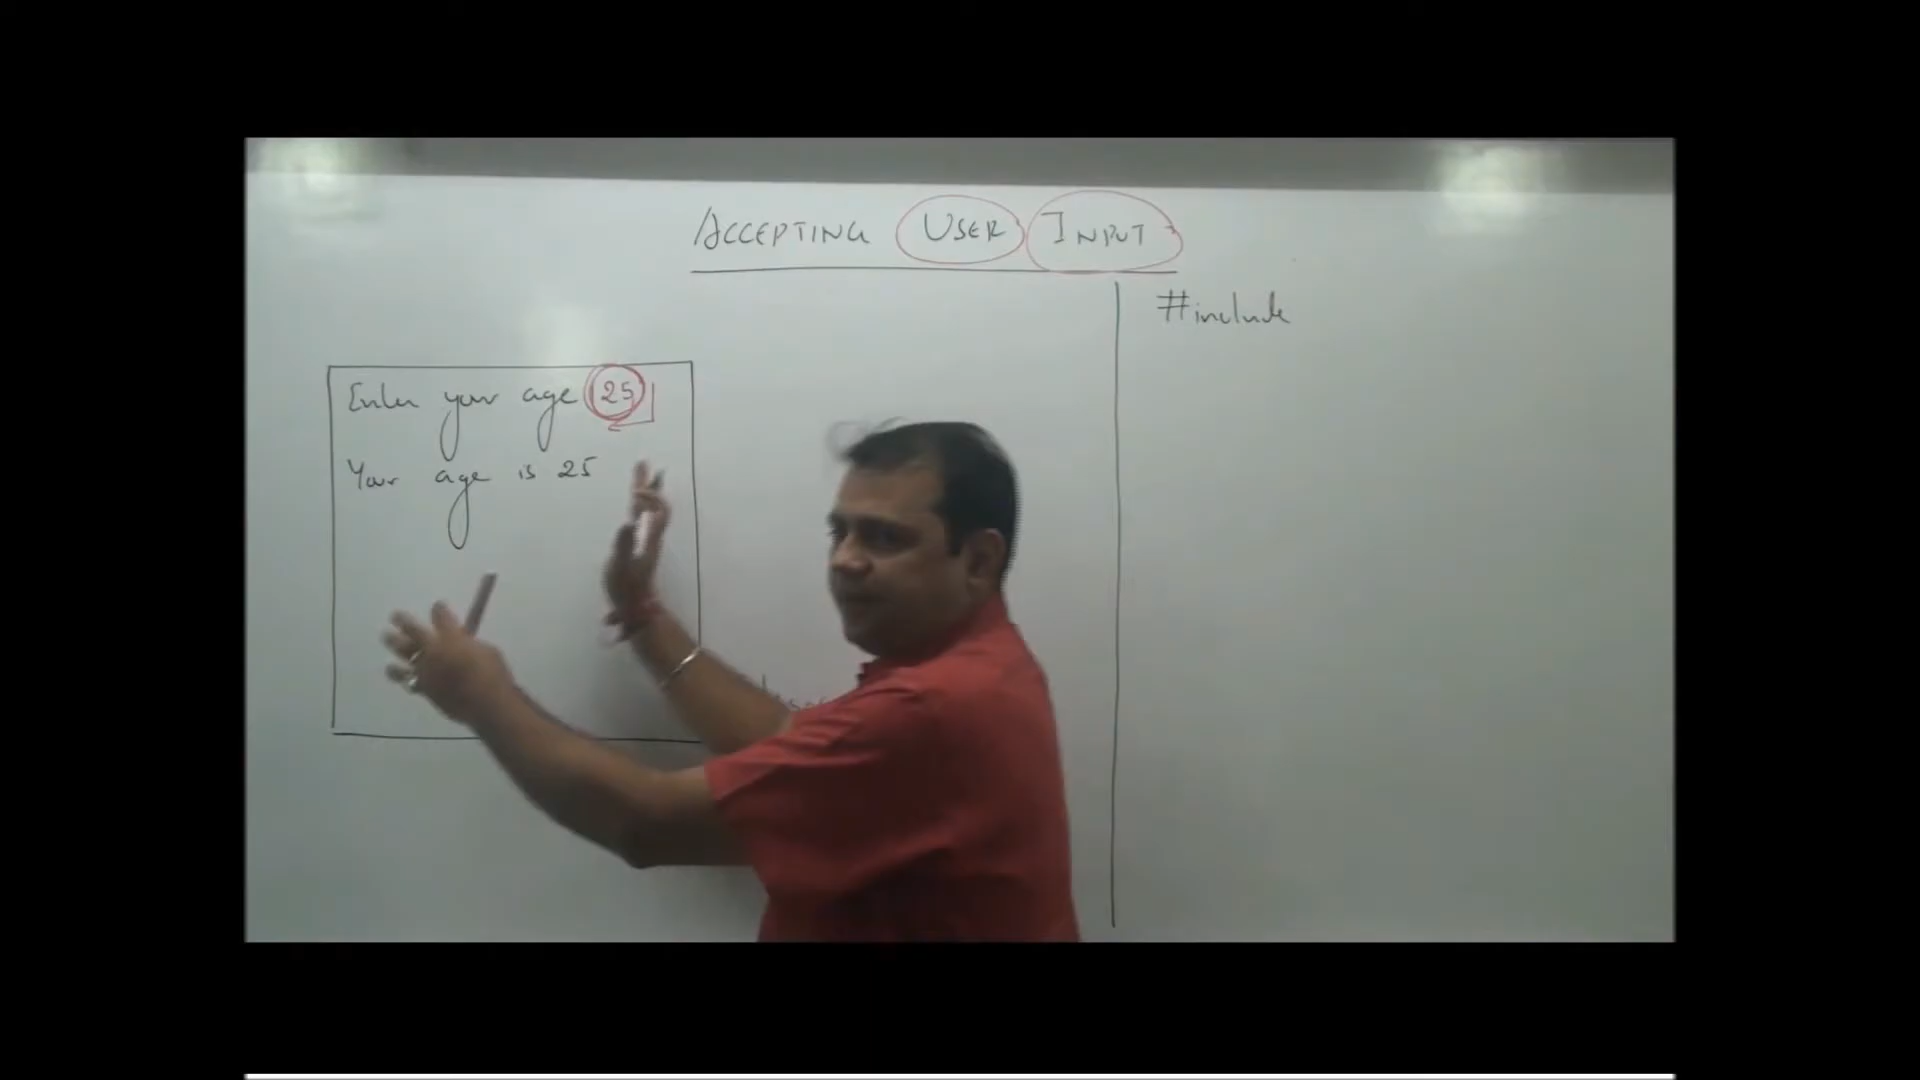 ACCEPTING USER INPUT
#include
Enter your age 25
Your age is 25